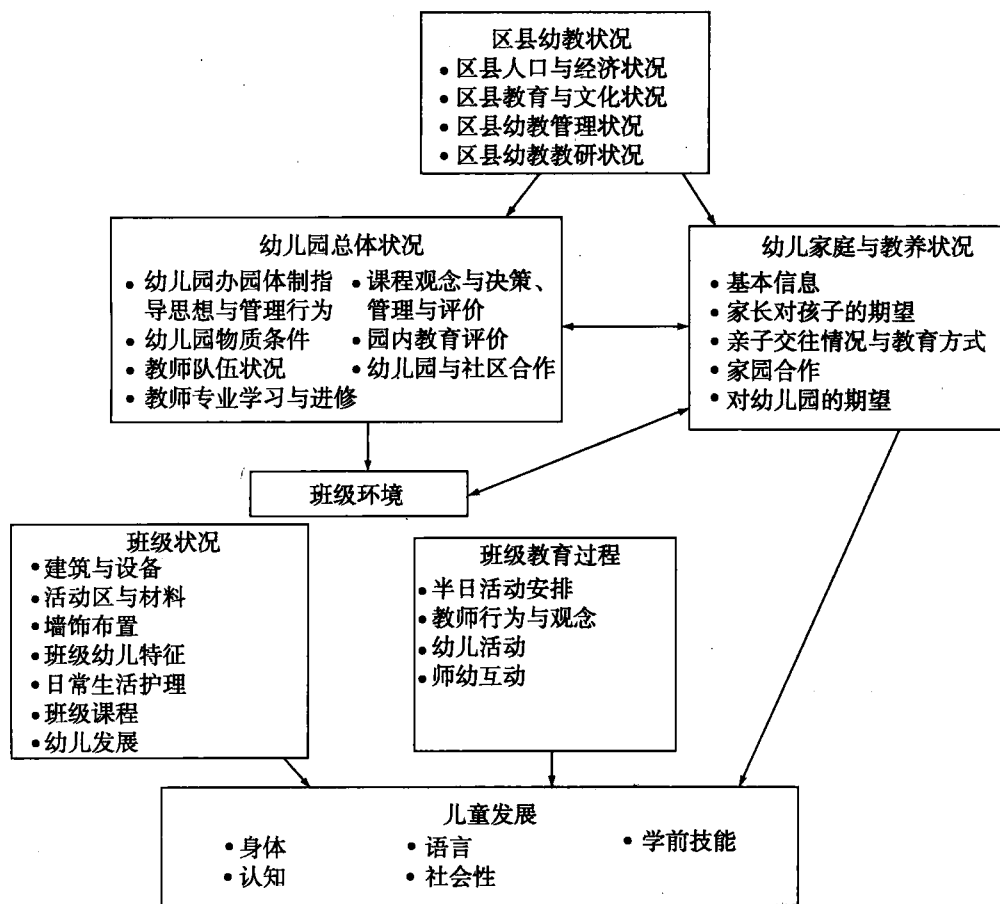 区县幼教状况
• 区县人口与经济状况
• 区县教育与文化状况
• 区县幼教管理状况
• 区县幼教教研状况
幼儿园总体状况
• 幼儿园办园体制指
导思想与管理行为
• 幼儿园物质条件
• 教师队伍状况
• 教师专业学习与进修
• 课程观念与决策、
管理与评价
• 园内教育评价
• 幼儿园与社区合作
幼儿家庭与教养状况
• 基本信息
• 家长对孩子的期望
• 亲子交往情况与教育方式
• 家园合作
• 对幼儿园的期望
班级环境
班级状况
• 建筑与设备
• 活动区与材料
• 墙饰布置
• 班级幼儿特征
• 日常生活护理
• 班级课程
• 幼儿发展
班级教育过程
• 半日活动安排
• 教师行为与观念
• 幼儿活动
• 师幼互动
儿童发展
• 身体
• 认知
• 语言
• 社会性
• 学前技能